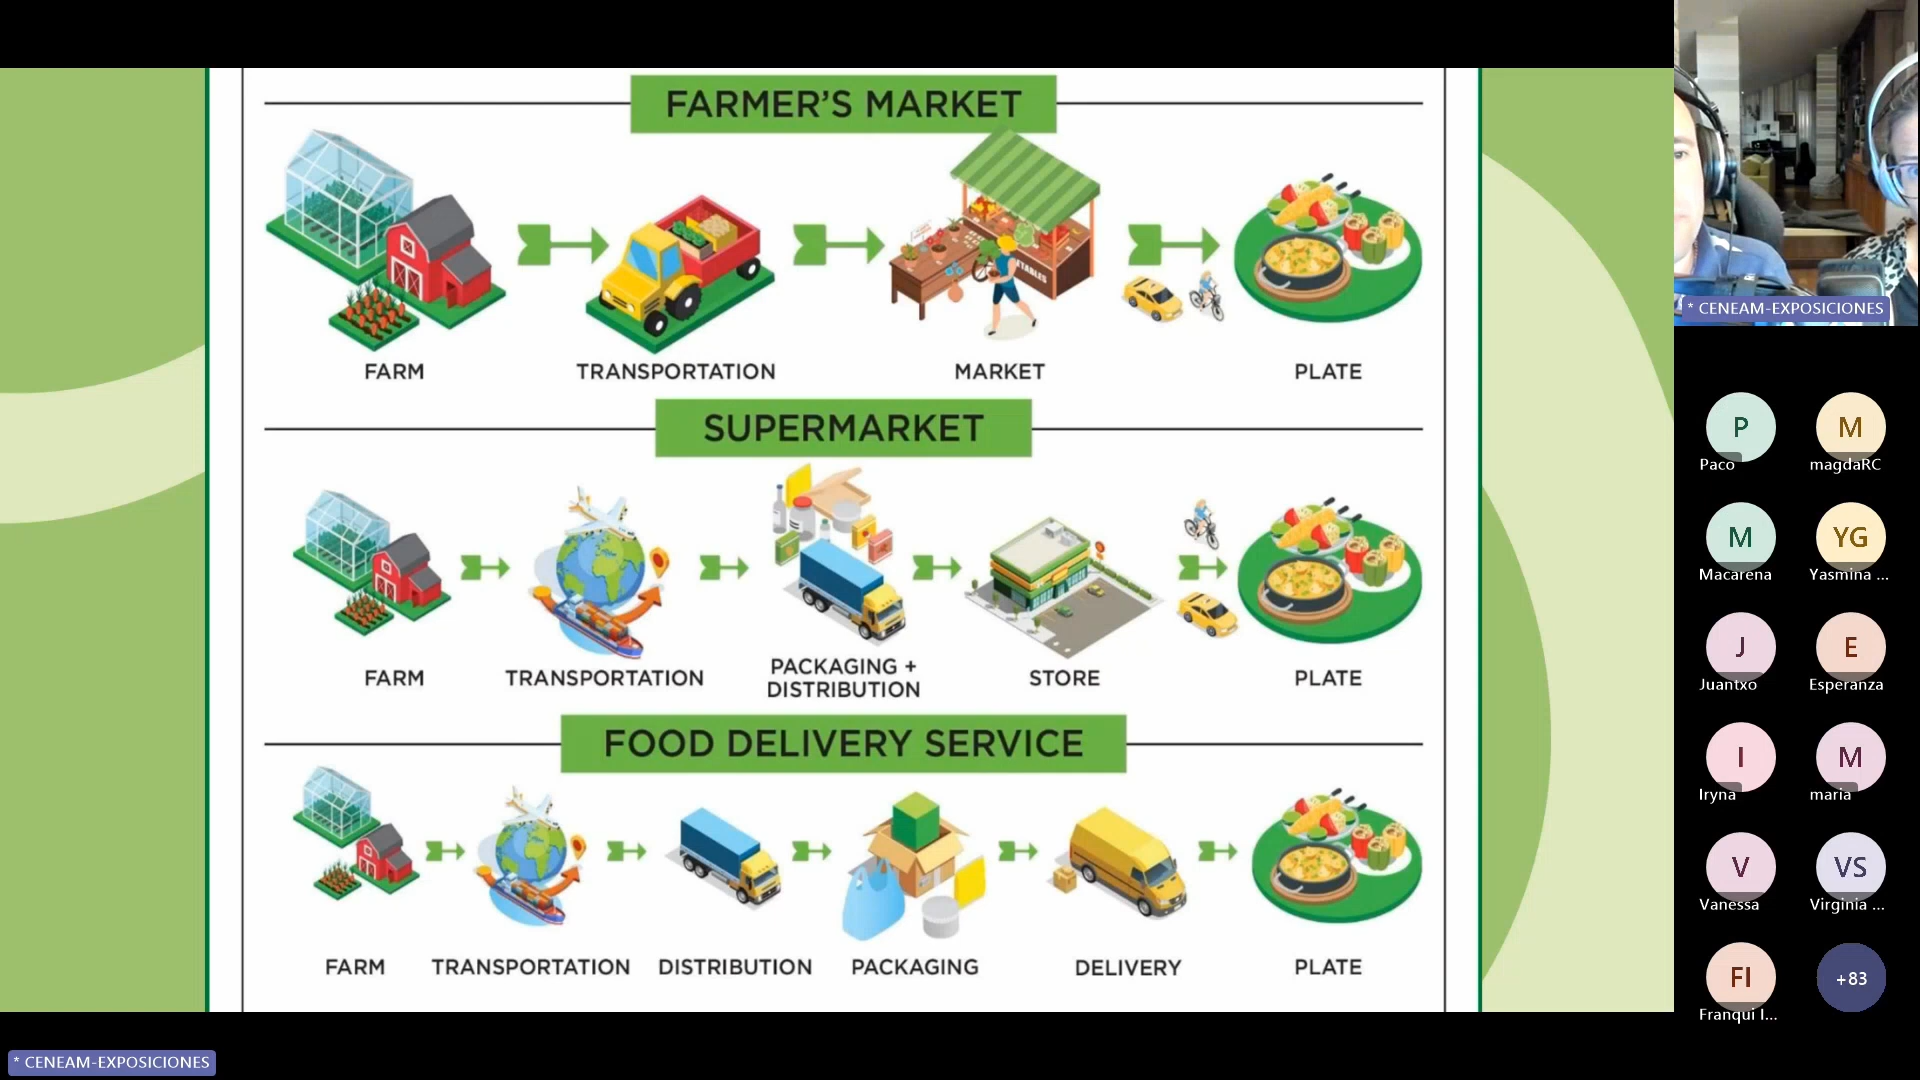 FARMER'S MARKET
FARM
TRANSPORTATION
MARKET
PLATE
SUPERMARKET
FARM
TRANSPORTATION
PACKAGING +
DISTRIBUTION
STORE
PLATE
FOOD DELIVERY SERVICE
FARM
TRANSPORTATION
DISTRIBUTION
PACKAGING
DELIVERY
PLATE
* CENEAM-EXPOSICIONES
P
Paco
M
magdaRC
M
Macarena
YG
Yasmina ...
J
Juantxo
E
Esperanza
I
Iryna
M
maria
V
Vanessa
VS
Virginia ...
FI
Franqui I...
+83
* CENEAM-EXPOSICIONES